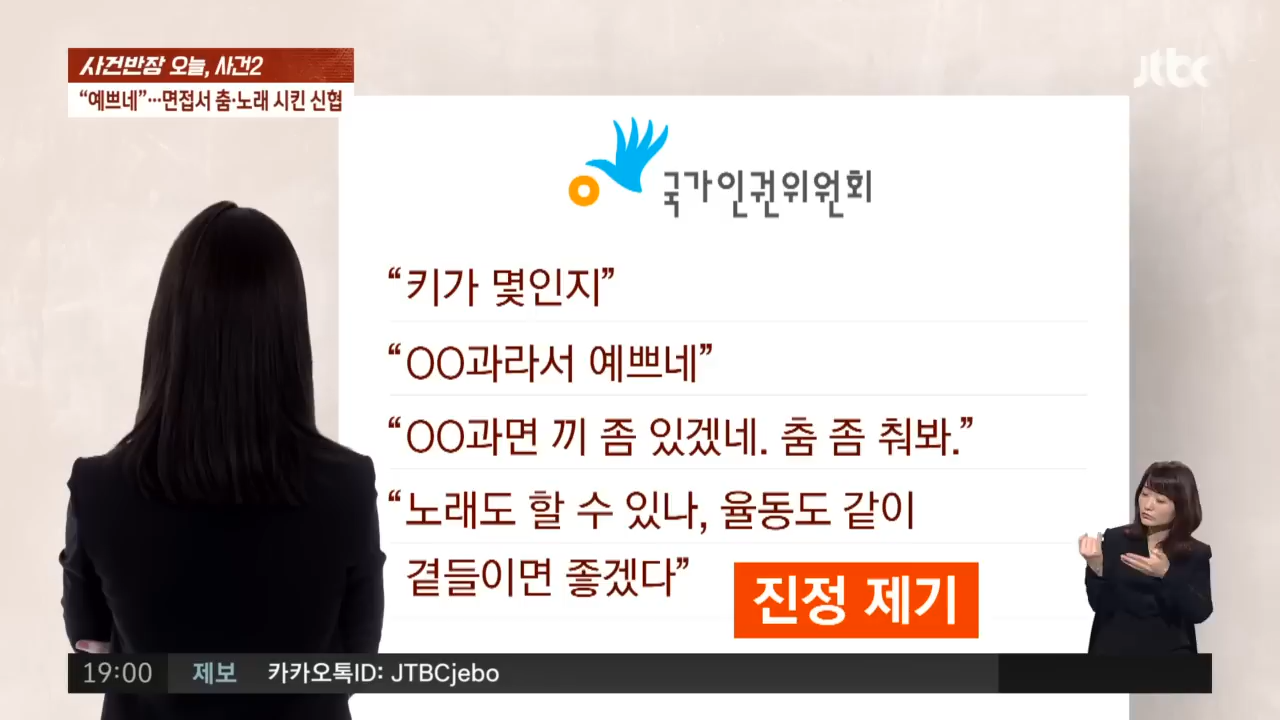 사건반장 오늘, 사건2
“예쁘네”…면접서 춤·노래 시킨 신협
jtbc
국가인권위원회
“키가 몇인지”
“OO과라서 예쁘네”
“OO과면 끼 좀 있겠네. 춤 좀 춰봐.”
“노래도 할 수 있나, 율동도 같이
곁들이면 좋겠다”
진정 제기
19:00 제보 카카오톡ID: JTBCjebo